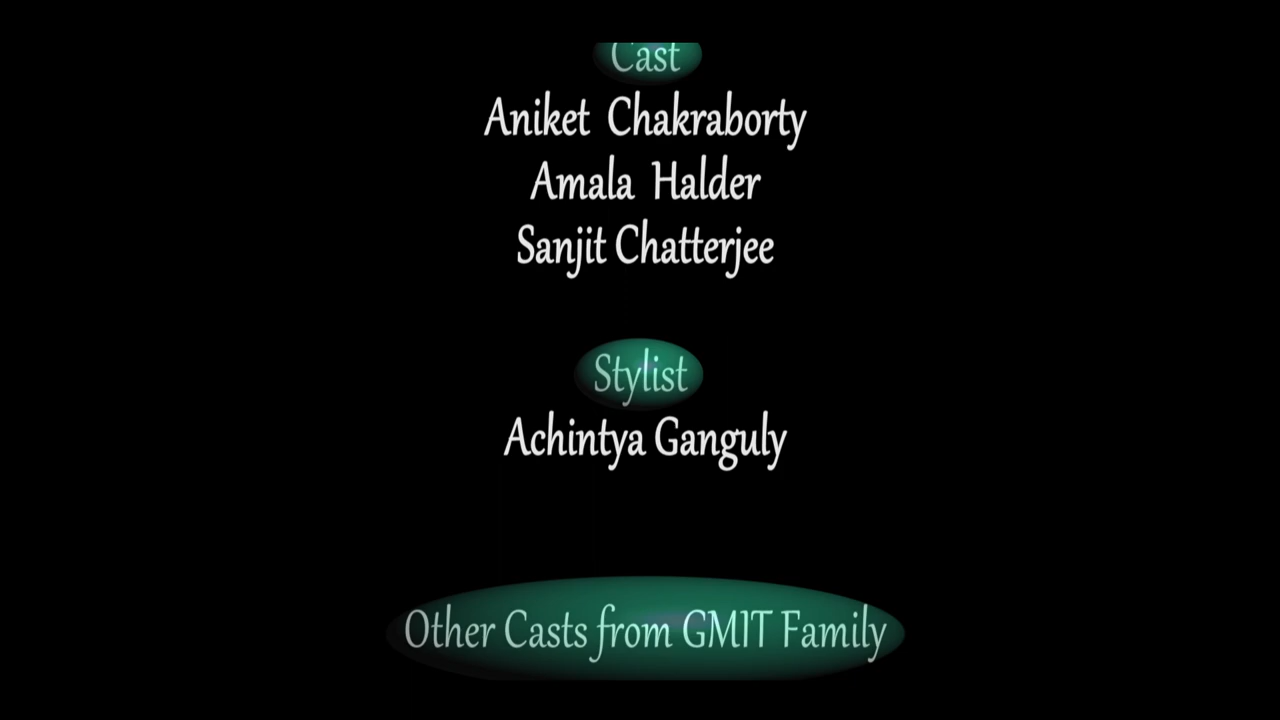 Cast
Aniket Chakraborty
Amala Halder
Sanjit Chatterjee
Stylist
Achintya Ganguly
Other Casts from GMIT Family